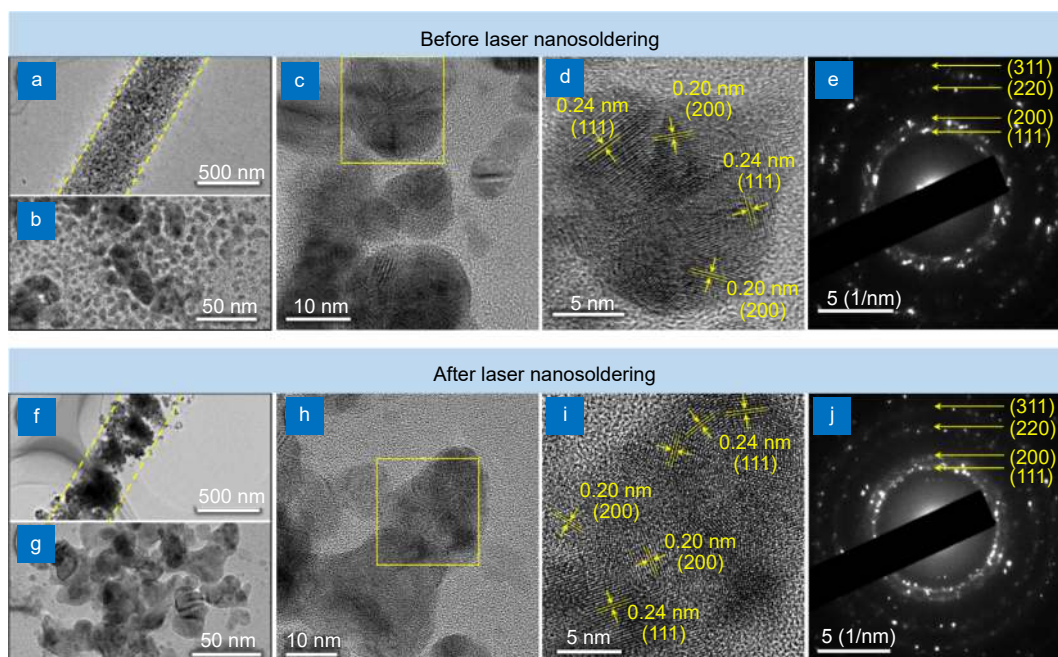 Before laser nanosoldering
a
500 nm
b
50 nm
c
10 nm
d
0.24 nm
(111)
0.20 nm
(200)
0.24 nm
(111)
0.20 nm
(200)
5 nm
e
(311)
(220)
(200)
(111)
5 (1/nm)
After laser nanosoldering
f
500 nm
g
50 nm
h
10 nm
i
0.24 nm
(111)
0.20 nm
(200)
0.20 nm
(200)
0.24 nm
(111)
5 nm
j
(311)
(220)
(200)
(111)
5 (1/nm)